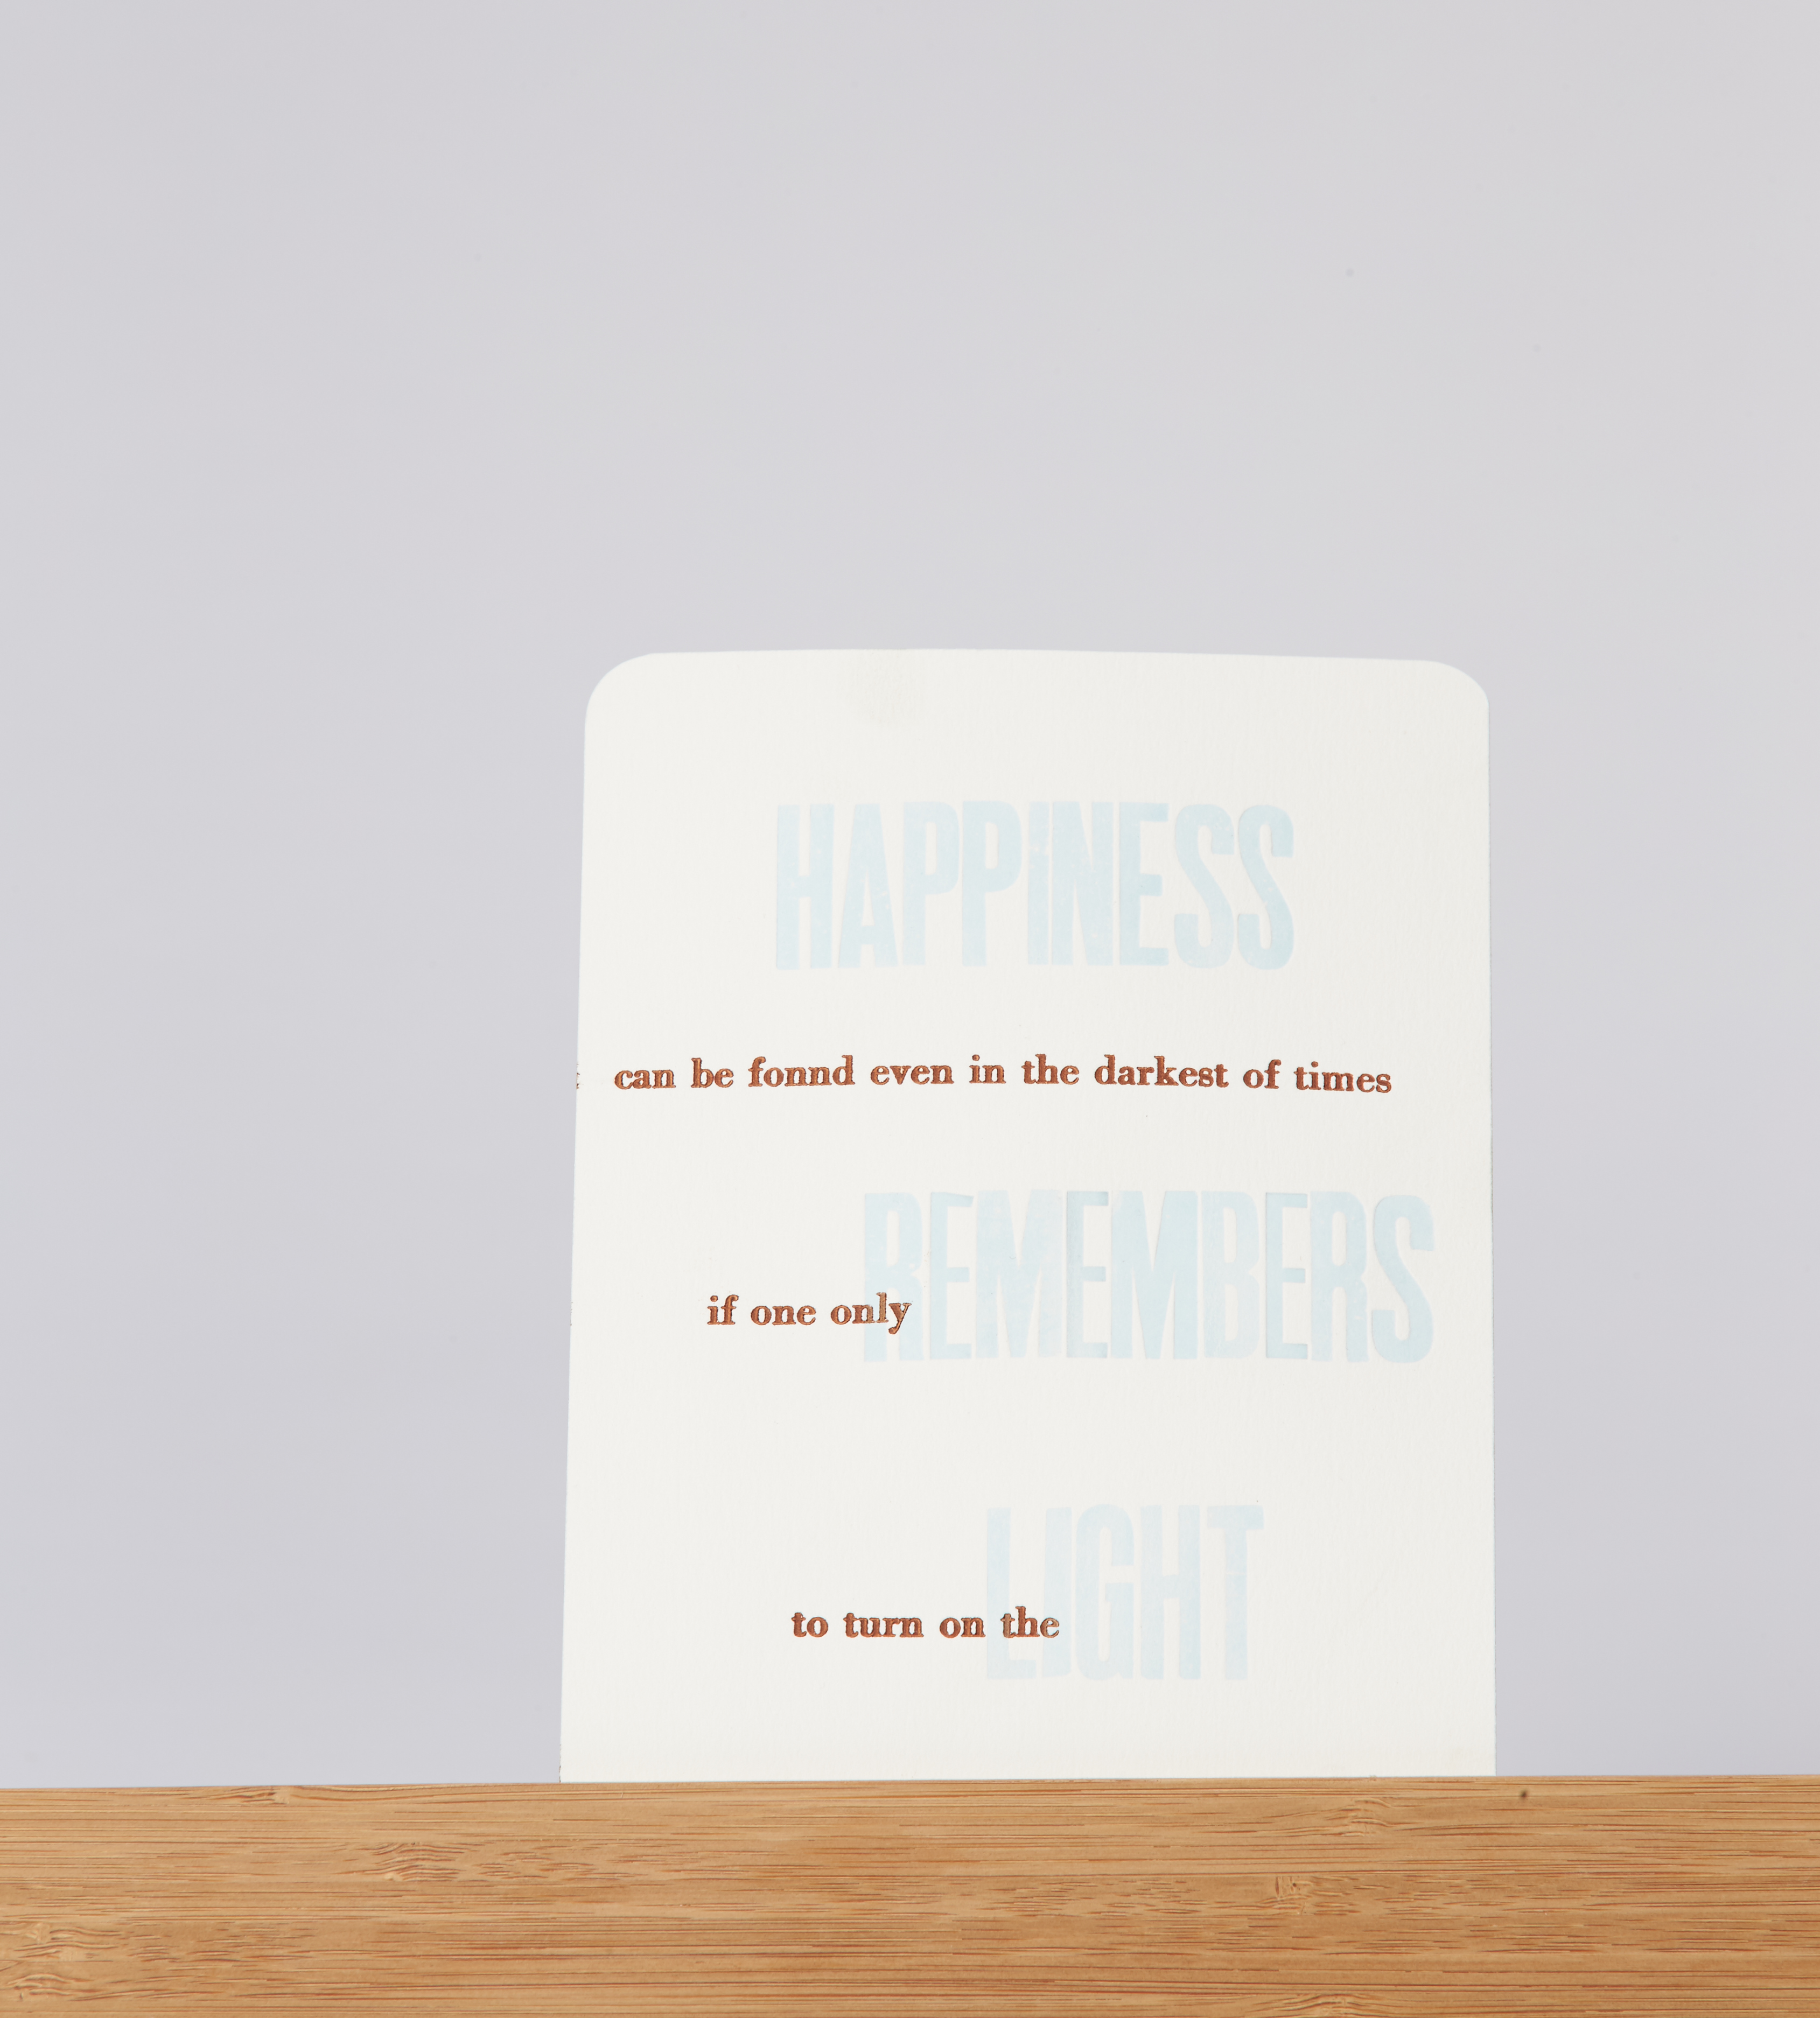 HAPPiNESS
can be fonnd even in the darkest of times
if one only REMEMBERS
to turn on the LIGHT